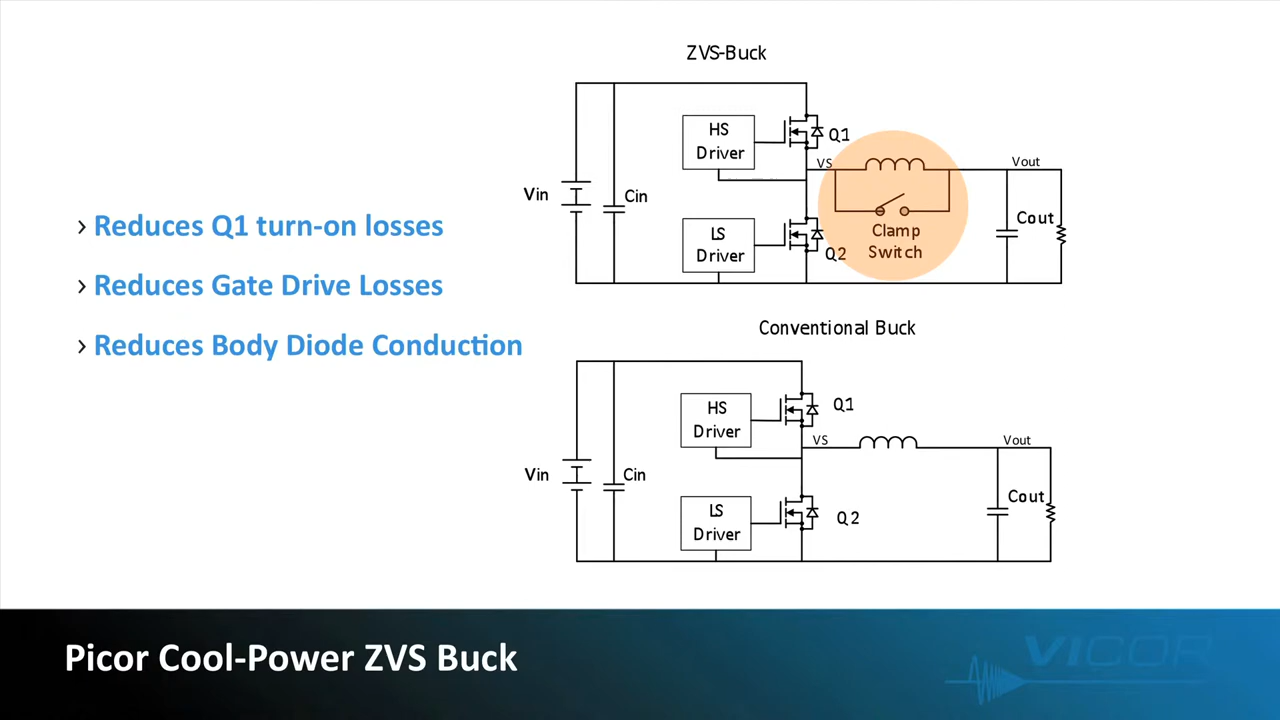 ZVS-Buck
HS
Driver
Q1
VS
Vout
Vin
Cin
LS
Driver
Q2
Clamp
Switch
Cout
› Reduces Q1 turn-on losses
› Reduces Gate Drive Losses
› Reduces Body Diode Conduction
Conventional Buck
HS
Driver
Q1
VS
Vout
Vin
Cin
LS
Driver
Q2
Cout
Picor Cool-Power ZVS Buck
VICOR